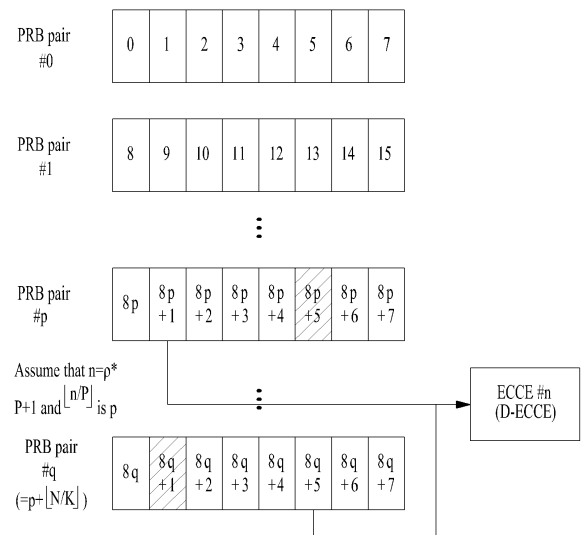 PRB pair
#0
0 1 2 3 4 5 6 7
PRB pair
#1
8 9 10 11 12 13 14 15
PRB pair
#p
8p 8p 8p 8p 8p 8p 8p 8p
+1 +2 +3 +4 +5 +6 +7
Assume that n=ρ*
P+1 and ⌊n/P⌋ is p
ECCE #n
(D-ECCE)
PRB pair
#q
(=p+⌊N/K⌋)
8q 8q 8q 8q 8q 8q 8q 8q
+1 +2 +3 +4 +5 +6 +7